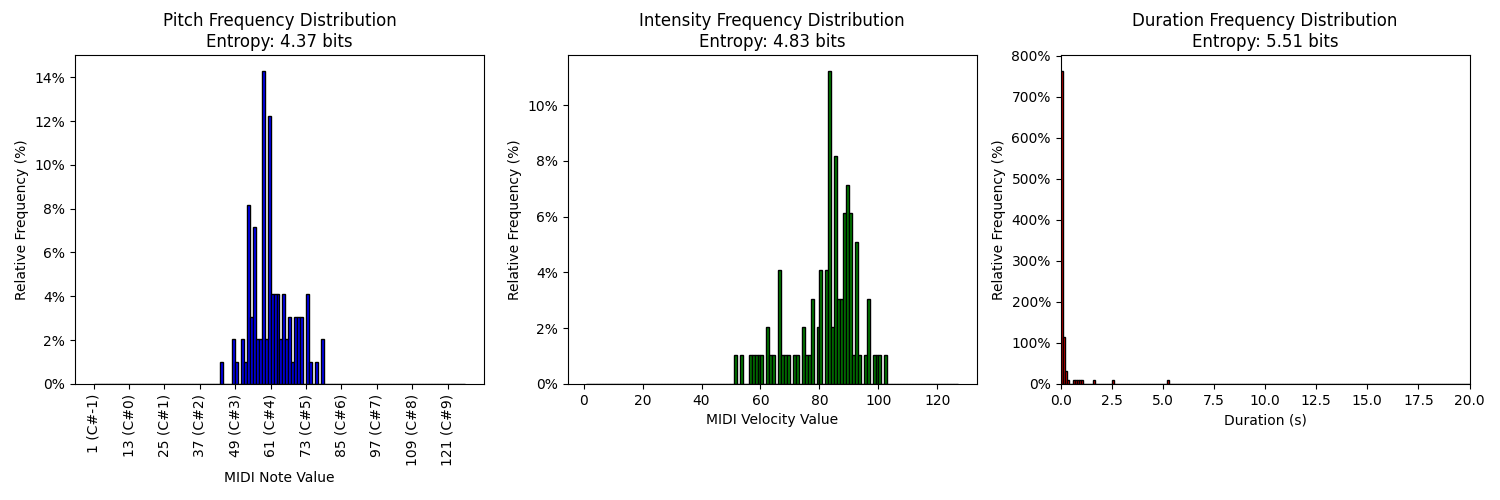 Pitch Frequency Distribution
Entropy: 4.37 bits
14%
12%
10%
8%
6%
4%
2%
0%
Relative Frequency (%)
1 (C#-1)
13 (C#0)
25 (C#1)
37 (C#2)
49 (C#3)
61 (C#4)
73 (C#5)
85 (C#6)
97 (C#7)
109 (C#8)
121 (C#9)
MIDI Note Value
Intensity Frequency Distribution
Entropy: 4.83 bits
10%
8%
6%
4%
2%
0%
Relative Frequency (%)
0 20 40 60 80 100 120
MIDI Velocity Value
Duration Frequency Distribution
Entropy: 5.51 bits
800%
700%
600%
500%
400%
300%
200%
100%
0%
Relative Frequency (%)
0.0 2.5 5.0 7.5 10.0 12.5 15.0 17.5 20.0
Duration (s)